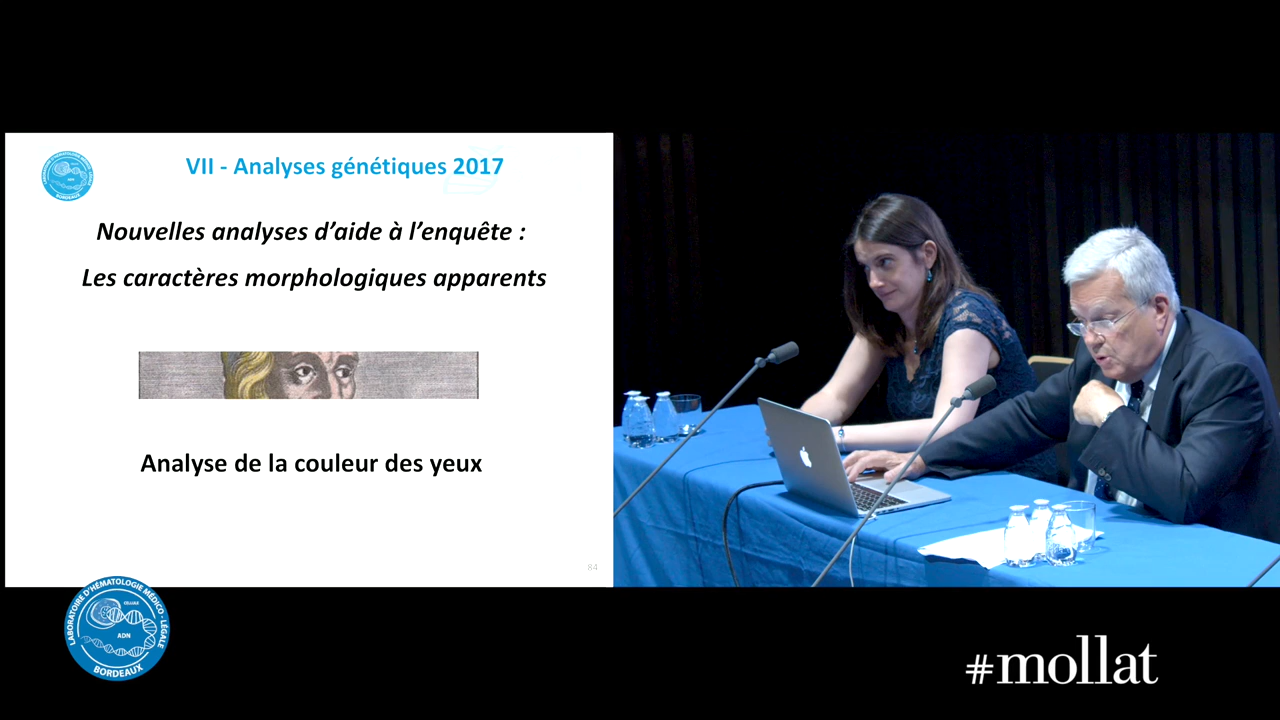 VII - Analyses génétiques 2017
Nouvelles analyses d’aide à l’enquête :
Les caractères morphologiques apparents
Analyse de la couleur des yeux
84
LABORATOIRE D'HÉMATOLOGIE MÉDICO - LÉGALE
CELLULE
ADN
BORDEAUX
#mollat